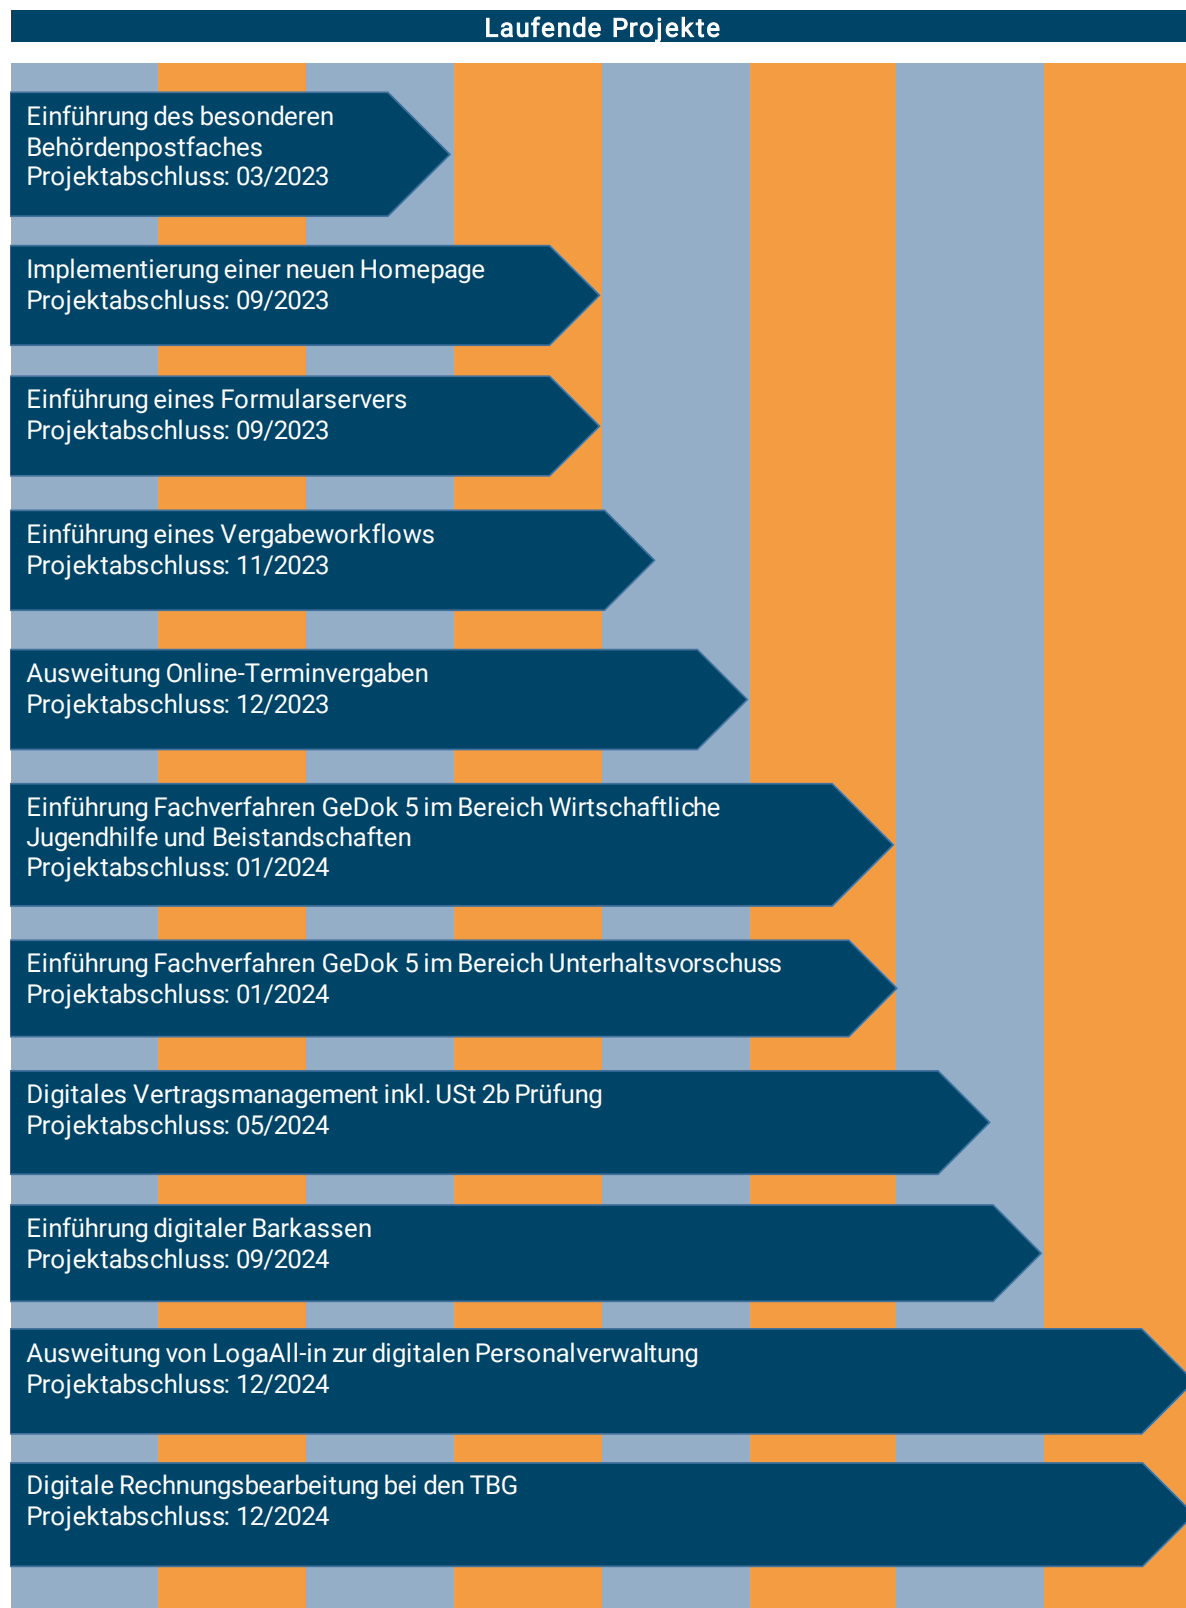 Laufende Projekte
Einführung des besonderen
Behördenpostfaches
Projektabschluss: 03/2023
Implementierung einer neuen Homepage
Projektabschluss: 09/2023
Einführung eines Formularservers
Projektabschluss: 09/2023
Einführung eines Vergabeworkflows
Projektabschluss: 11/2023
Ausweitung Online-Terminvergaben
Projektabschluss: 12/2023
Einführung Fachverfahren GeDok 5 im Bereich Wirtschaftliche
Jugendhilfe und Beistandschaften
Projektabschluss: 01/2024
Einführung Fachverfahren GeDok 5 im Bereich Unterhaltsvorschuss
Projektabschluss: 01/2024
Digitales Vertragsmanagement inkl. USt 2b Prüfung
Projektabschluss: 05/2024
Einführung digitaler Barkassen
Projektabschluss: 09/2024
Ausweitung von LogaAll-in zur digitalen Personalverwaltung
Projektabschluss: 12/2024
Digitale Rechnungsbearbeitung bei den TBG
Projektabschluss: 12/2024